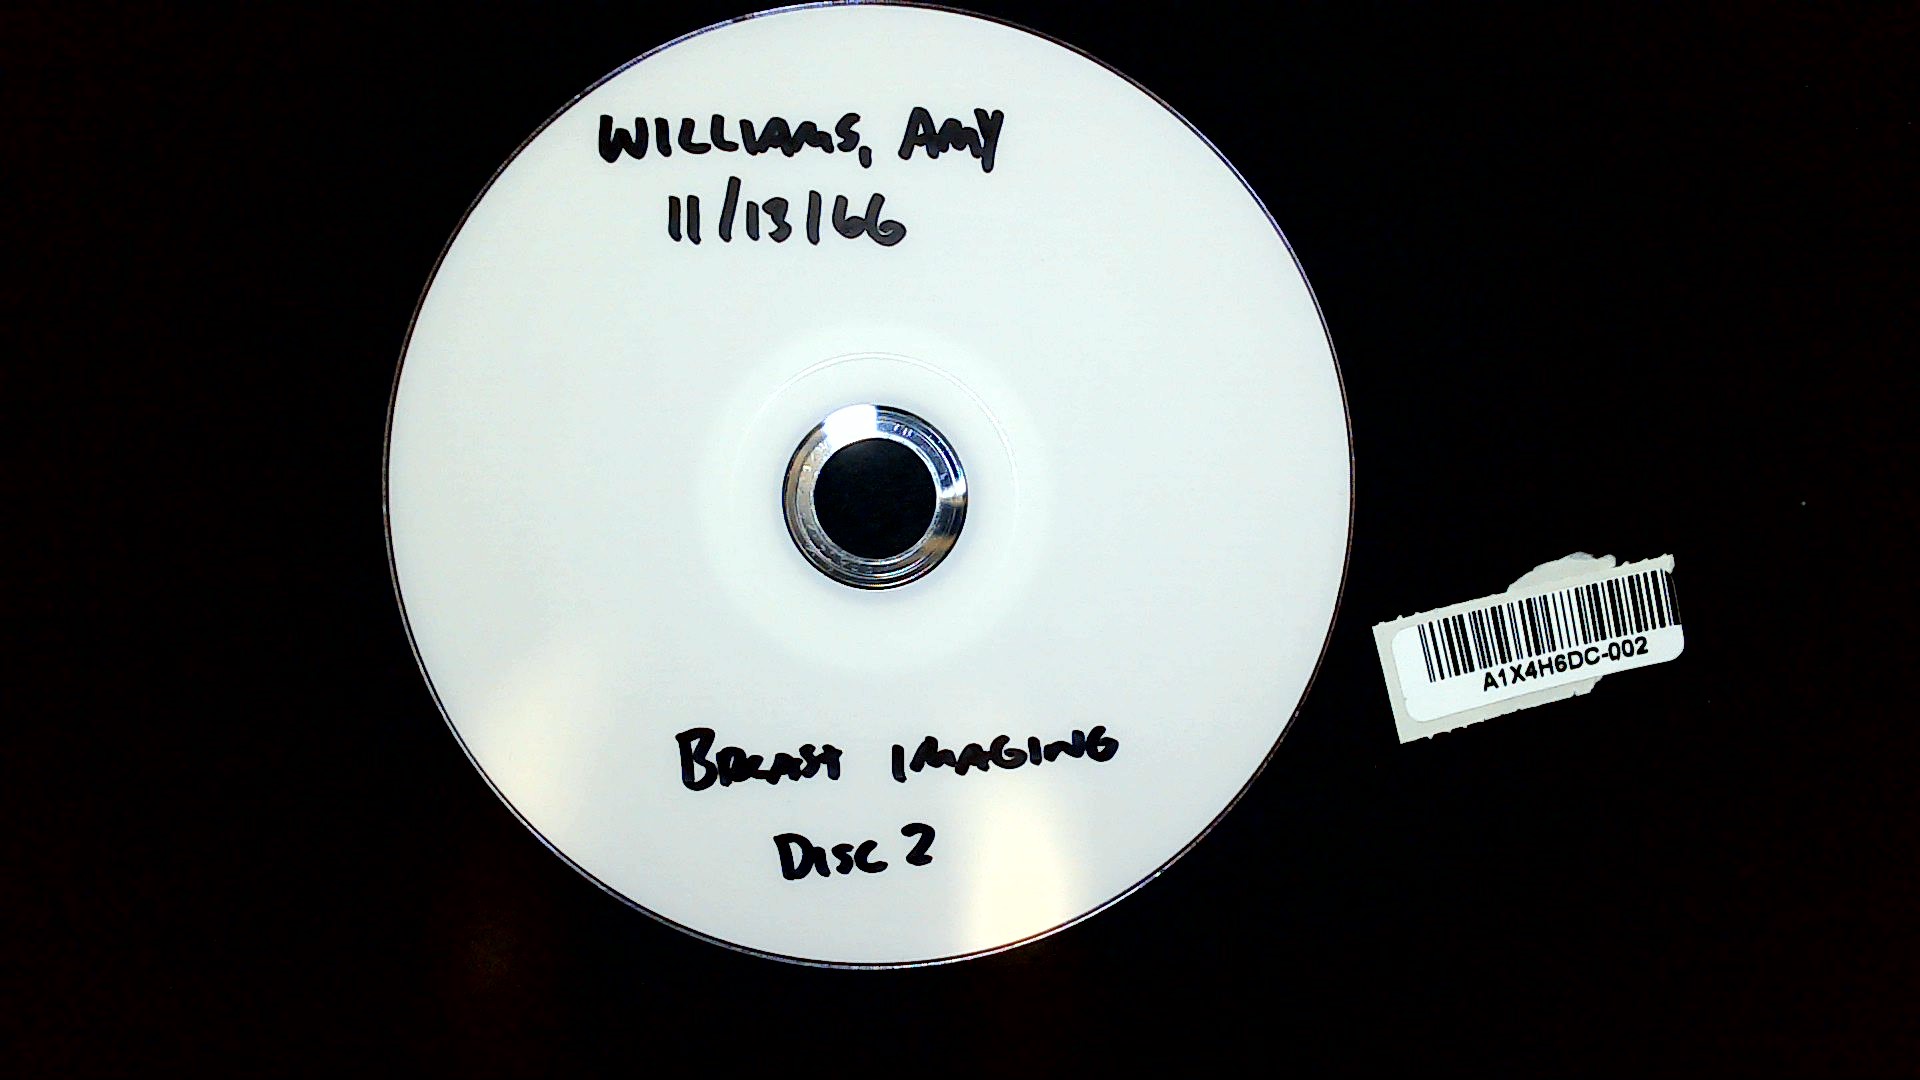 WILLIAMS, AMY
11/13/66
BREAST IMAGING
DISC 2
A1X4H6DC-002